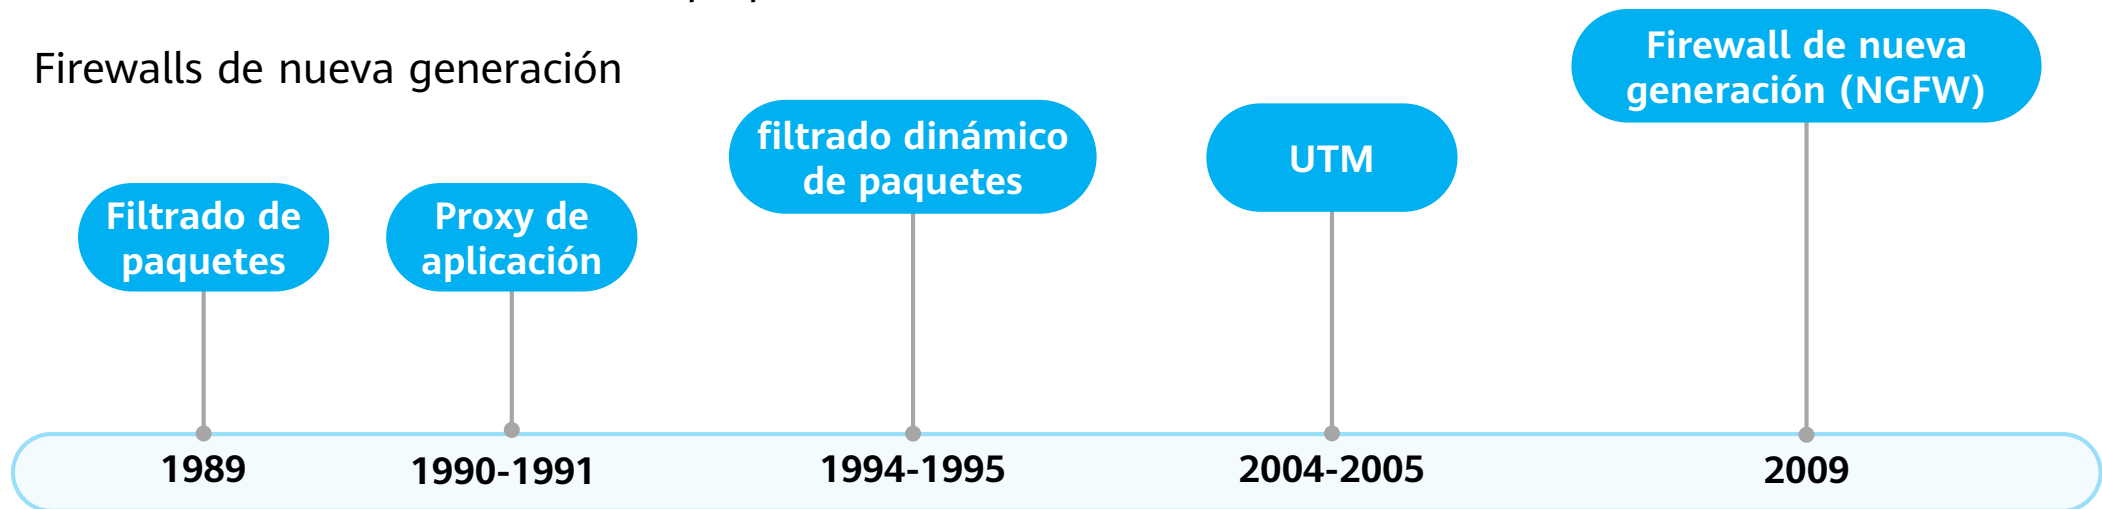 Firewalls de nueva generación
Firewall de nueva
generación (NGFW)
filtrado dinámico
de paquetes
UTM
Filtrado de
paquetes
Proxy de
aplicación
1989
1990-1991
1994-1995
2004-2005
2009